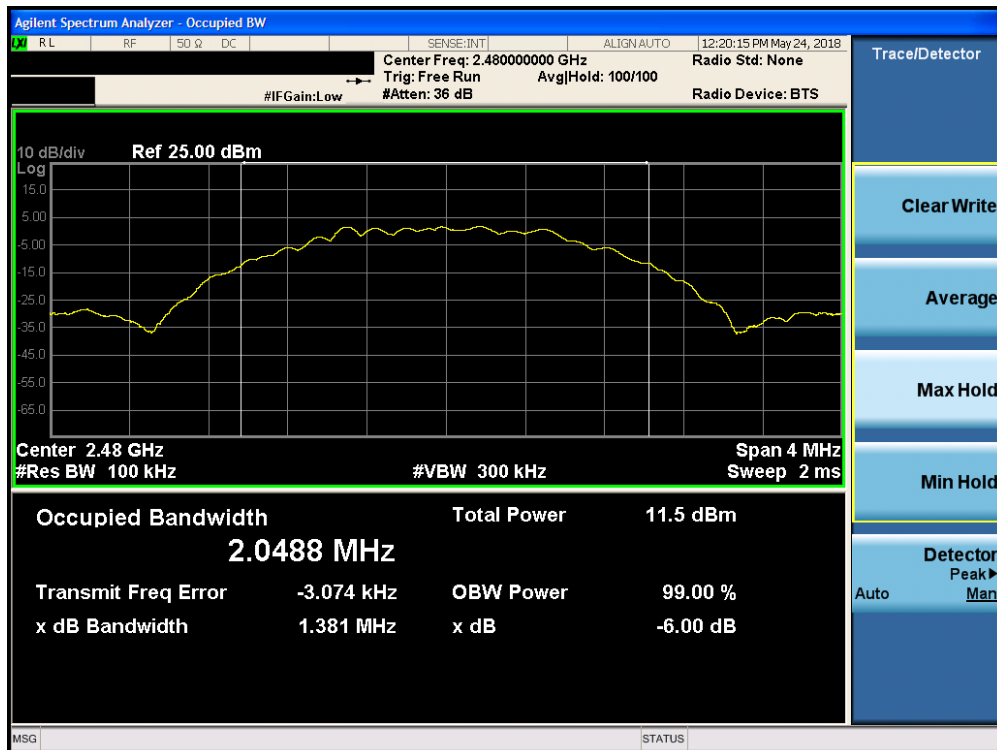 Agilent Spectrum Analyzer - Occupied BW
LXI RL RF 50 Ω DC SENSE:INT ALIGN AUTO 12:20:15 PM May 24, 2018
Center Freq: 2.480000000 GHz Radio Std: None
Trig: Free Run Avg|Hold: 100/100
#IFGain:Low #Atten: 36 dB Radio Device: BTS
10 dB/div Ref 25.00 dBm
Log
15.0
5.00
-5.00
-15.0
-25.0
-35.0
-45.0
-55.0
-65.0
Center 2.48 GHz Span 4 MHz
#Res BW 100 kHz #VBW 300 kHz Sweep 2 ms
Occupied Bandwidth Total Power 11.5 dBm
2.0488 MHz
Transmit Freq Error -3.074 kHz OBW Power 99.00 %
x dB Bandwidth 1.381 MHz x dB -6.00 dB
MSG STATUS
Trace/Detector
Clear Write
Average
Max Hold
Min Hold
Detector
Peak▶
Auto Man